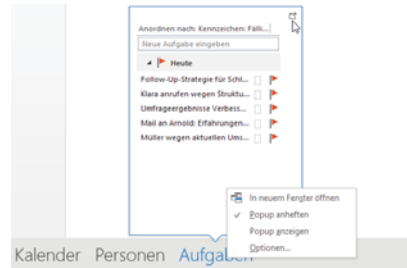 Anordnen nach: Kennzeichen: Fälli...
Neue Aufgabe eingeben
Heute
Follow-Up-Strategie für Schl...
Klara anrufen wegen Struktu...
Umfrageergebnisse Verbess...
Mail an Arnold: Erfahrungen...
Müller wegen aktuellen Ums...
In neuem Fenster öffnen
Popup anheften
Popup anzeigen
Optionen...
Kalender Personen Aufgaben